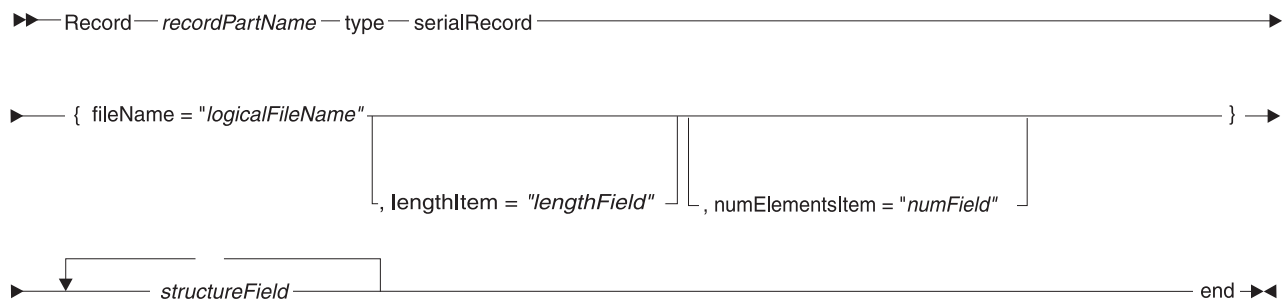 Record recordPartName type serialRecord
{ fileName = "logicalFileName" }
, lengthItem = "lengthField" , numElementsItem = "numField"
structureField end